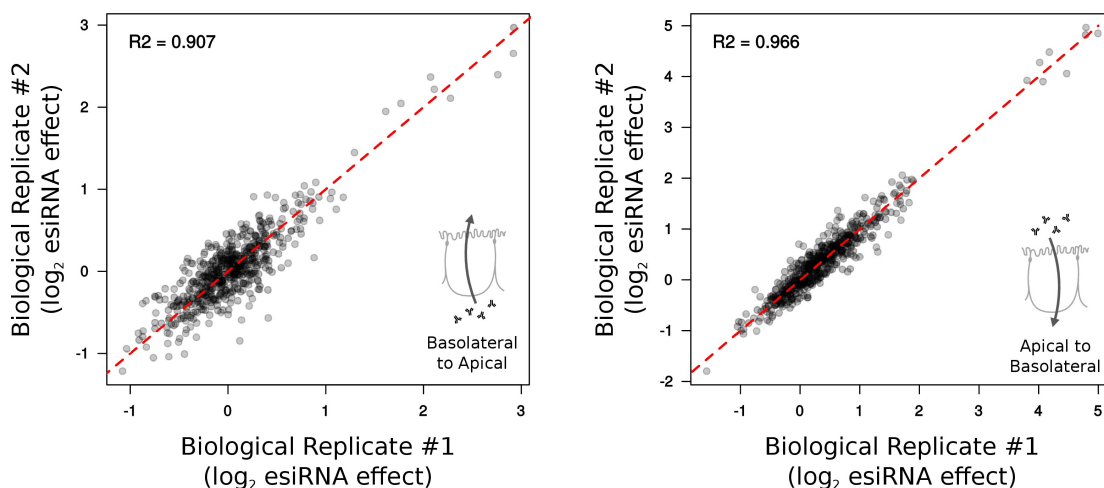 R2 = 0.907
3
2
1
0
-1
Biological Replicate #2
(log₂ esiRNA effect)
Basolateral
to Apical
-1 0 1 2 3
Biological Replicate #1
(log₂ esiRNA effect)
R2 = 0.966
5
4
3
2
1
0
-1
-2
Biological Replicate #2
(log₂ esiRNA effect)
Apical to
Basolateral
-1 0 1 2 3 4 5
Biological Replicate #1
(log₂ esiRNA effect)